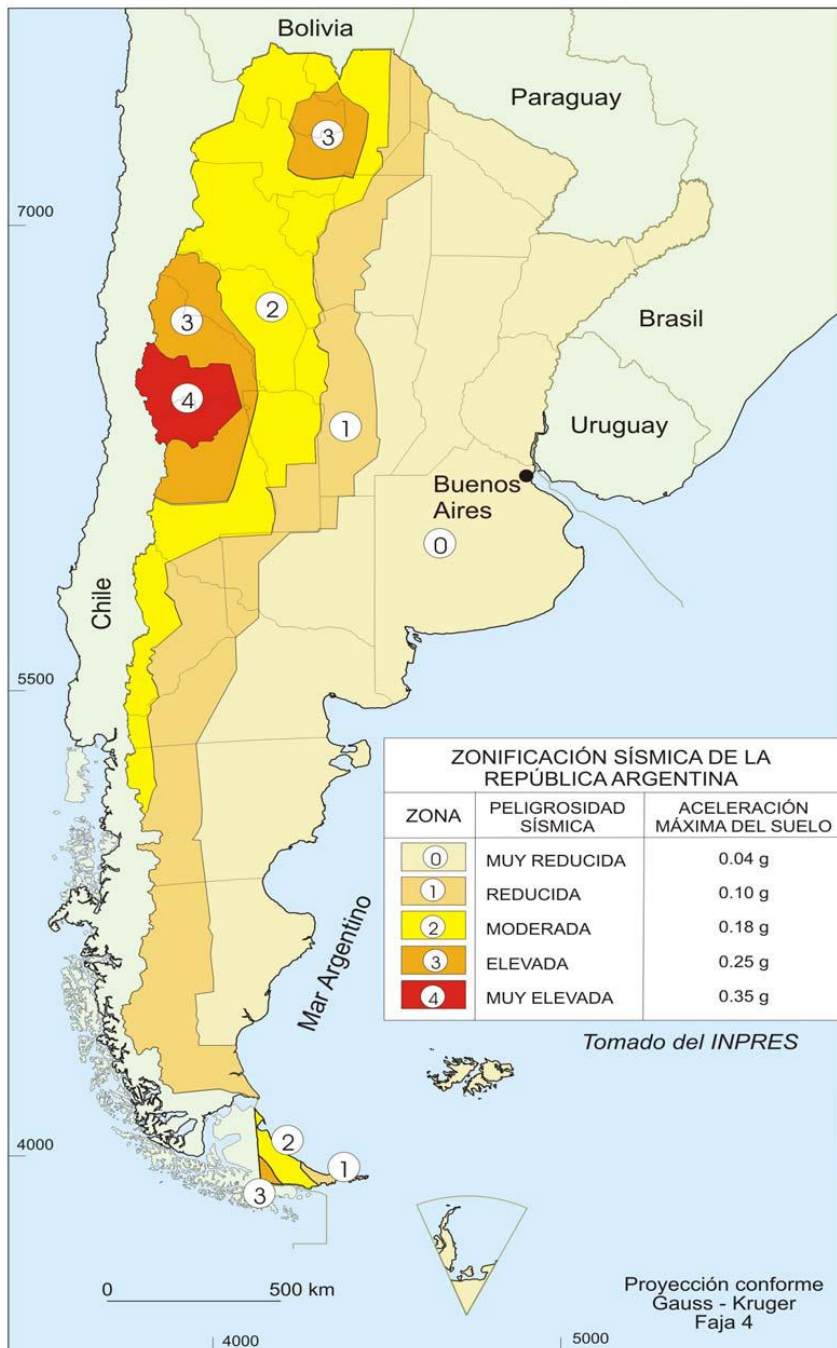 Bolivia
Paraguay
3
7000
3
2
Brasil
4
1
Uruguay
Buenos
Aires
0
Chile
5500
ZONIFICACIÓN SÍSMICA DE LA
REPÚBLICA ARGENTINA
ZONA PELIGROSIDAD SÍSMICA ACELERACIÓN MÁXIMA DEL SUELO
0 MUY REDUCIDA 0.04 g
1 REDUCIDA 0.10 g
2 MODERADA 0.18 g
3 ELEVADA 0.25 g
4 MUY ELEVADA 0.35 g
Mar Argentino
Tomado del INPRES
4000
2
1
3
0 500 km
Proyección conforme
Gauss - Kruger
Faja 4
4000 5000